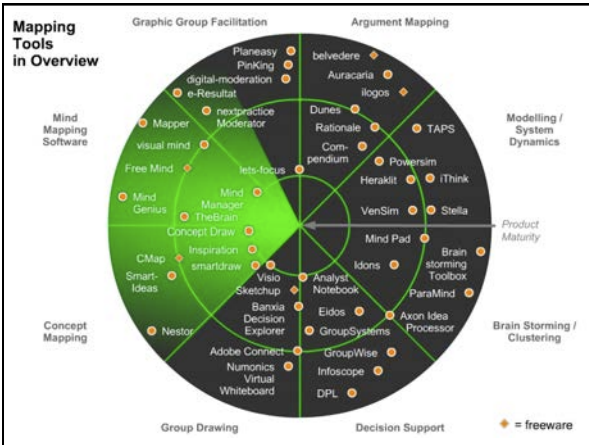 Mapping
Tools
in Overview
Graphic Group Facilitation
Argument Mapping
Planeasy
PinKing
digital-moderation
e-Resultat
nextpractice
Moderator
belvedere
Auracaria
ilogos
Dunes
Rationale
Com-
pendium
Mind
Mapping
Software
Mapper
visual mind
Free Mind
Mind
Genius
lets-focus
Mind
Manager
TheBrain
Concept Draw
Modelling /
System
Dynamics
TAPS
Powersim
Heraklit
iThink
VenSim
Stella
Product
Maturity
CMap
Smart-
Ideas
Inspiration
smartdraw
Nestor
Concept
Mapping
Mind Pad
Idons
Brain
storming
Toolbox
ParaMind
Axon Idea
Processor
Brain Storming /
Clustering
Visio
Sketchup
Banxia
Decision
Explorer
Adobe Connect
Numonics
Virtual
Whiteboard
Group Drawing
Analyst
Notebook
Eidos
GroupSystems
GroupWise
Infoscope
DPL
Decision Support
= freeware